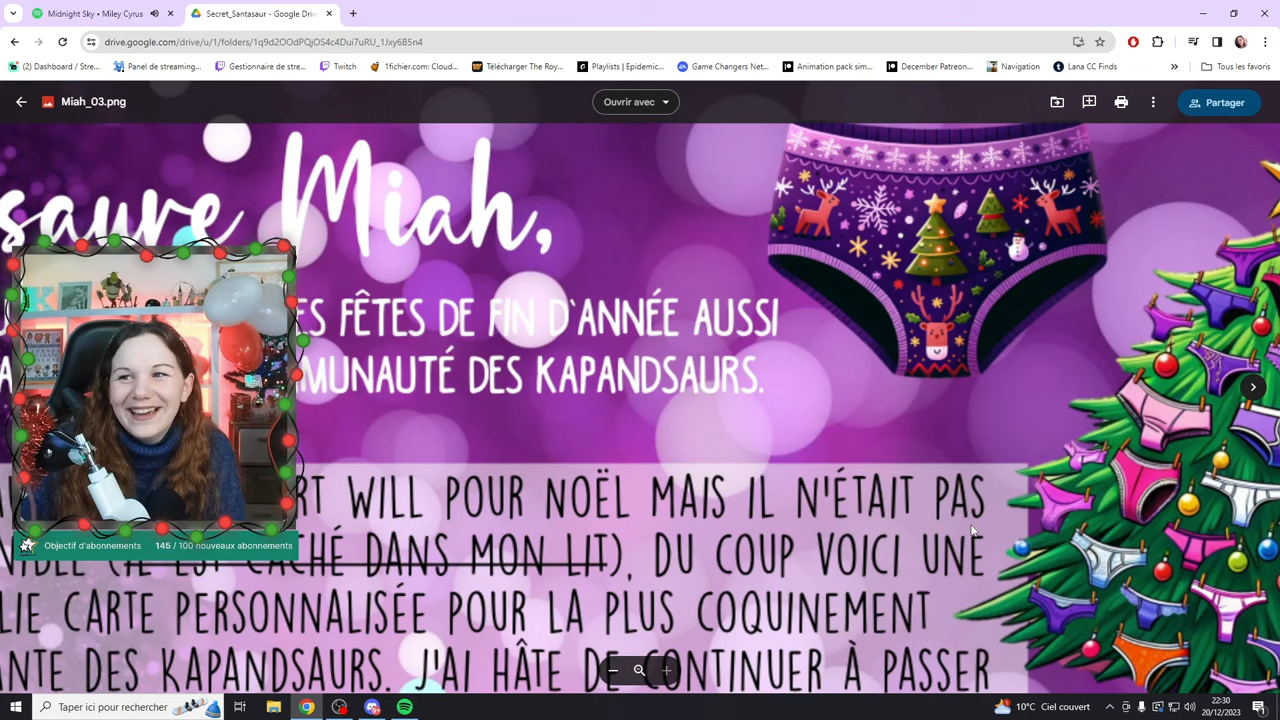 Midnight Sky • Miley Cyrus
Secret_Santasaur - Google Driv
drive.google.com/drive/u/1/folders/1q9d2OOdPQjOS4c4Dui7uRU_1Jxy6B5n4
(2) Dashboard / Stre...
Panel de streaming...
Gestionnaire de stre...
Twitch
1fichier.com: Cloud...
Télécharger The Roy...
Playlists | Epidemic...
Game Changers Net...
Animation pack sim...
December Patreon...
Navigation
Lana CC Finds
Tous les favoris
Miah_03.png
Ouvrir avec
Partager
saure Miah,
ES FÊTES DE FIN D`ANNÉE AUSSI
MUNAUTÉ DES KAPANDSAURS.
RT WILL POUR NOËL MAIS IL N'ÉTAIT PAS
NIBLE (IL EST CACHÉ DANS MON LIT), DU COUP VOICI UNE
LIE CARTE PERSONNALISÉE POUR LA PLUS COQUINEMENT
ANTE DES KAPANDSAURS. J'AI HÂTE DE CONTINUER À PASSER
Objectif d'abonnements 145 / 100 nouveaux abonnements
Taper ici pour rechercher
10°C Ciel couvert
22:30
20/12/2023